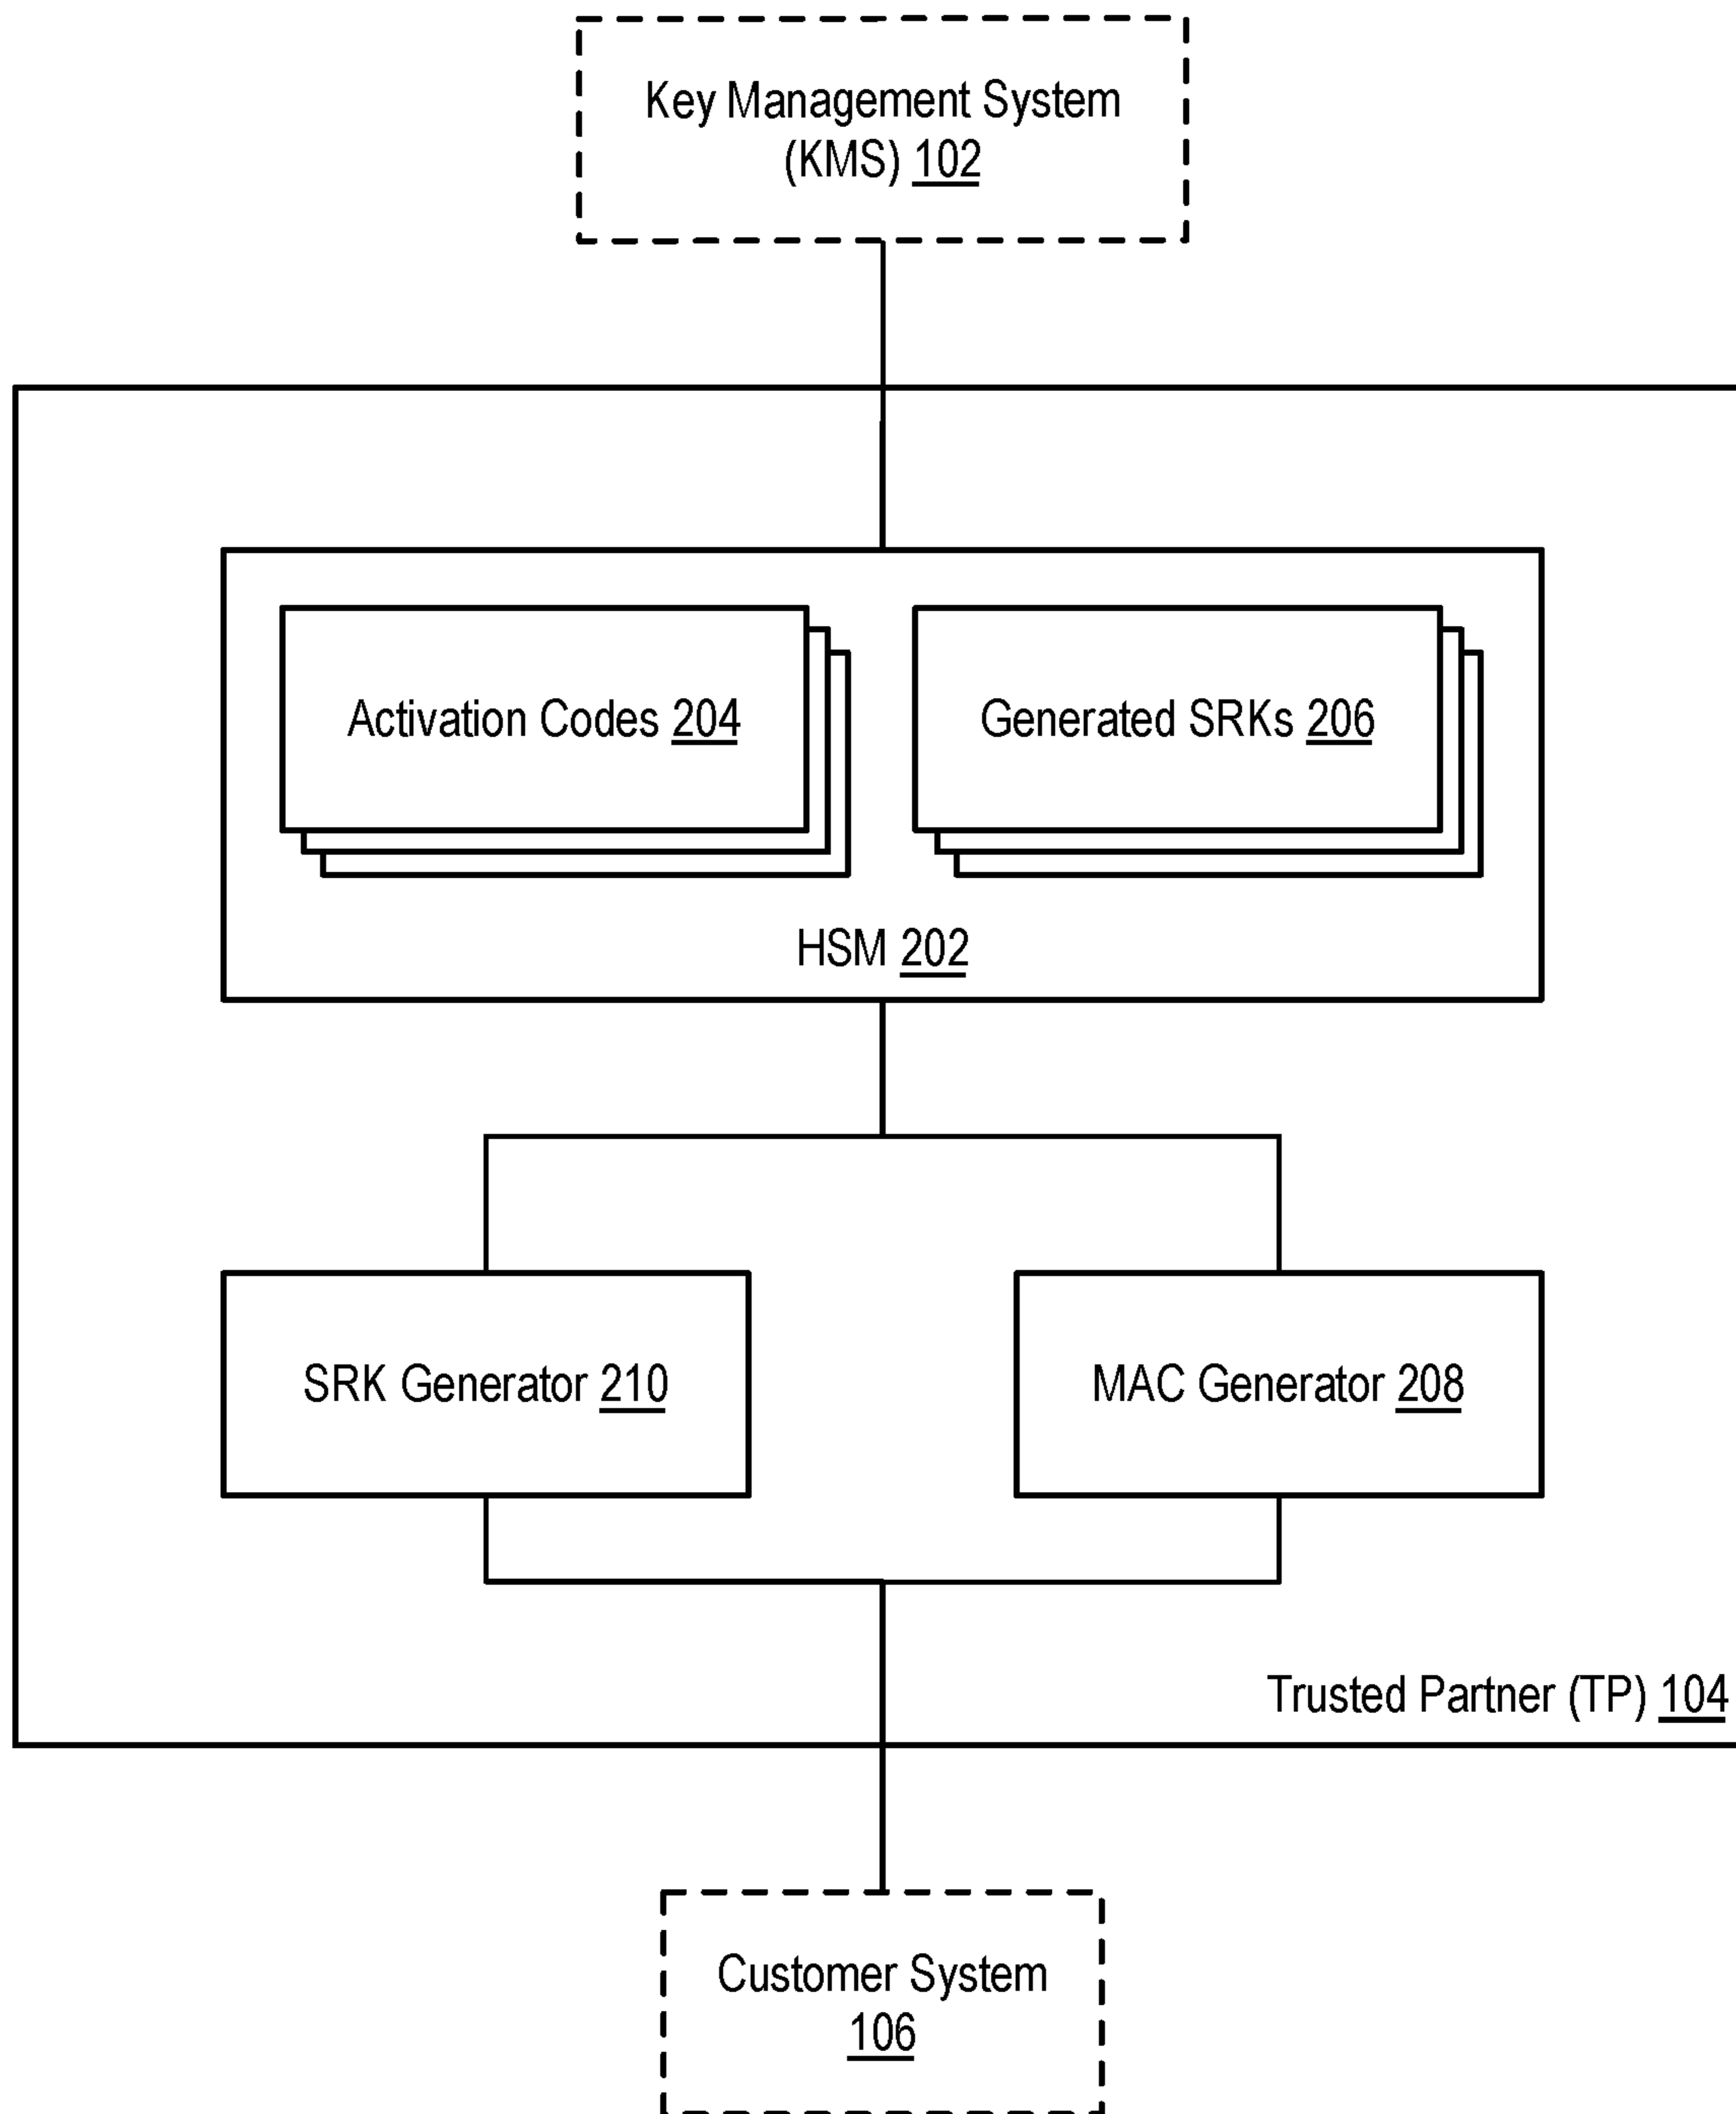 Key Management System
(KMS) 102
Activation Codes 204
Generated SRKs 206
HSM 202
SRK Generator 210
MAC Generator 208
Trusted Partner (TP) 104
Customer System
106